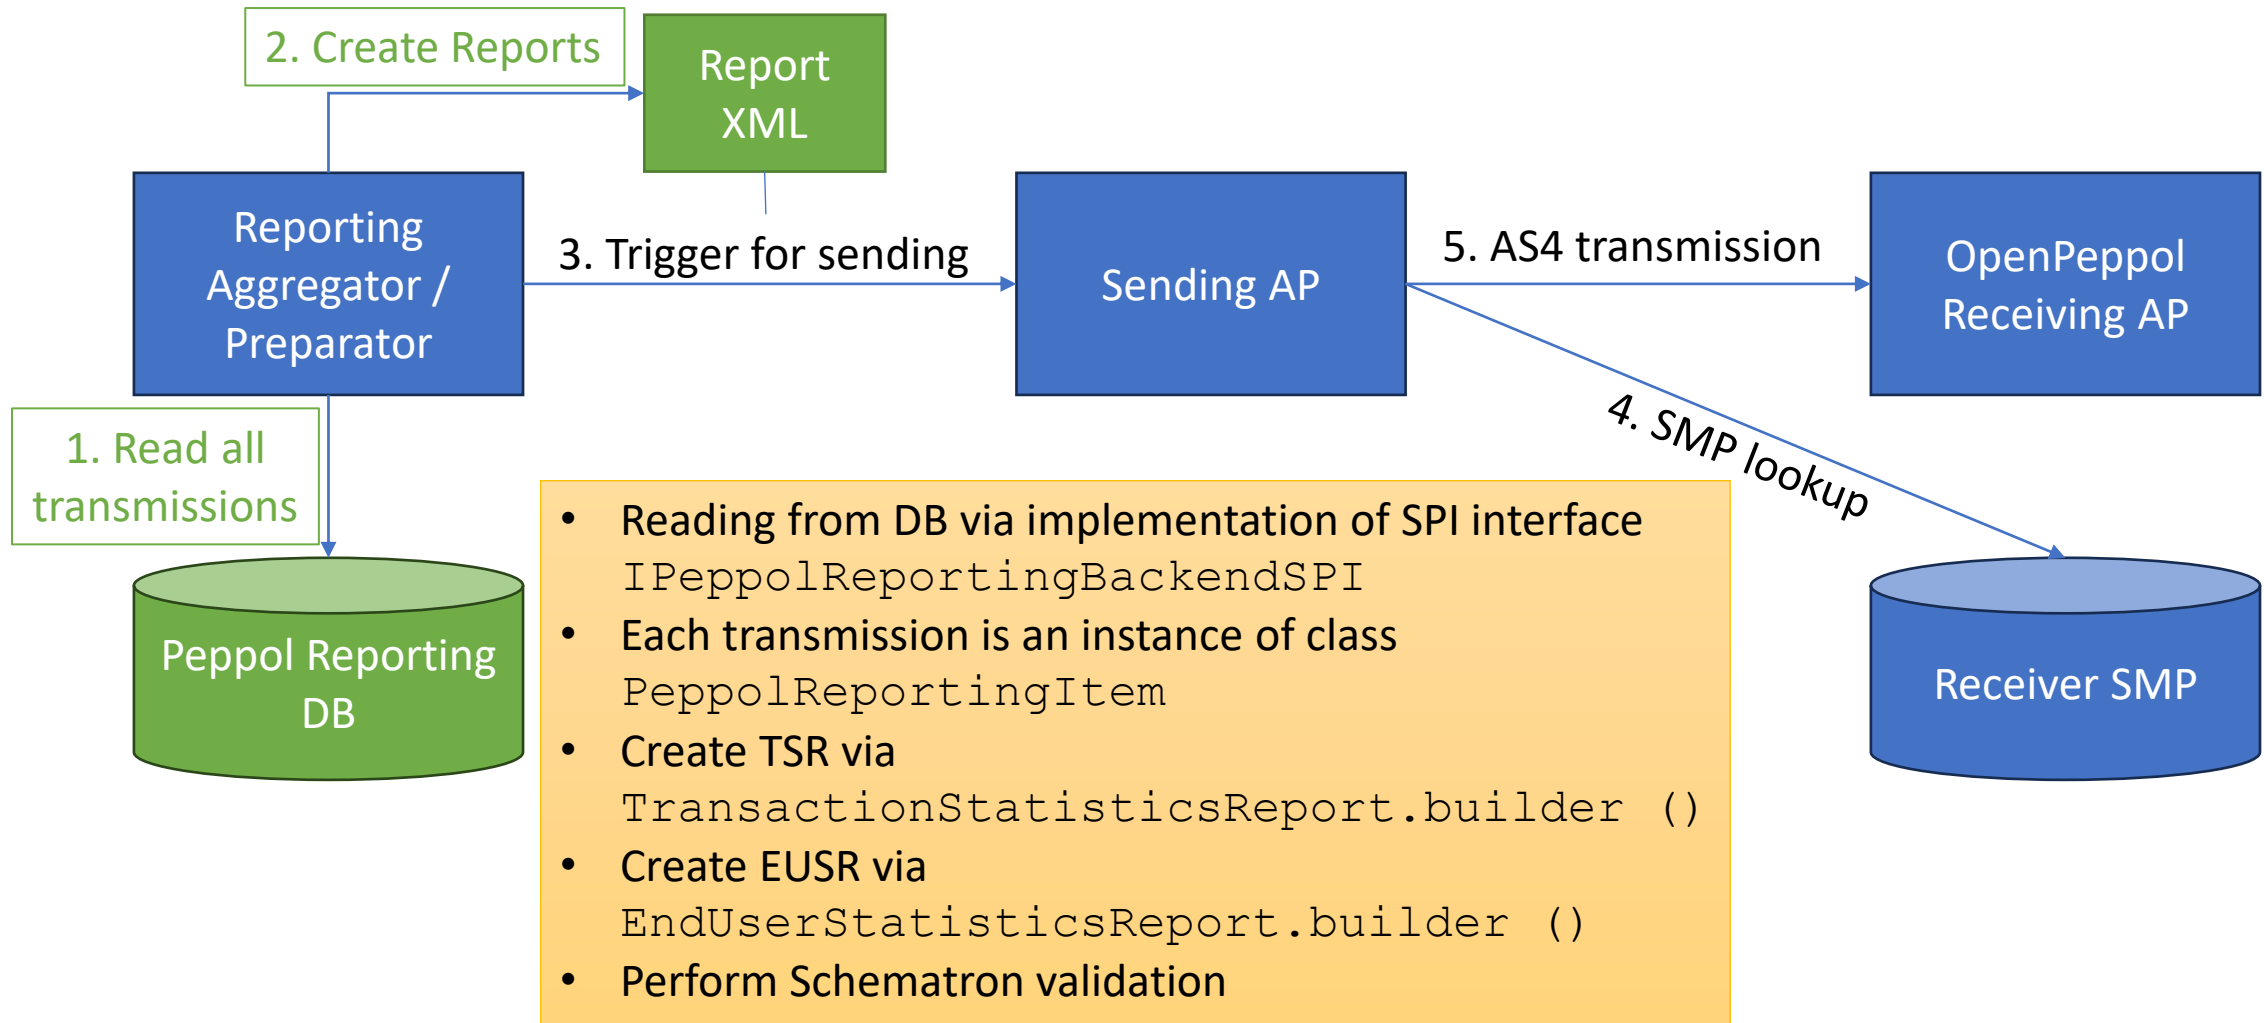 2. Create Reports
Report
XML
Reporting
Aggregator /
Preparator
3. Trigger for sending
Sending AP
5. AS4 transmission
OpenPeppol
Receiving AP
4. SMP lookup
1. Read all
transmissions
Peppol Reporting
DB
• Reading from DB via implementation of SPI interface
IPeppolReportingBackendSPI
• Each transmission is an instance of class
PeppolReportingItem
• Create TSR via
TransactionStatisticsReport.builder ()
• Create EUSR via
EndUserStatisticsReport.builder ()
• Perform Schematron validation
Receiver SMP